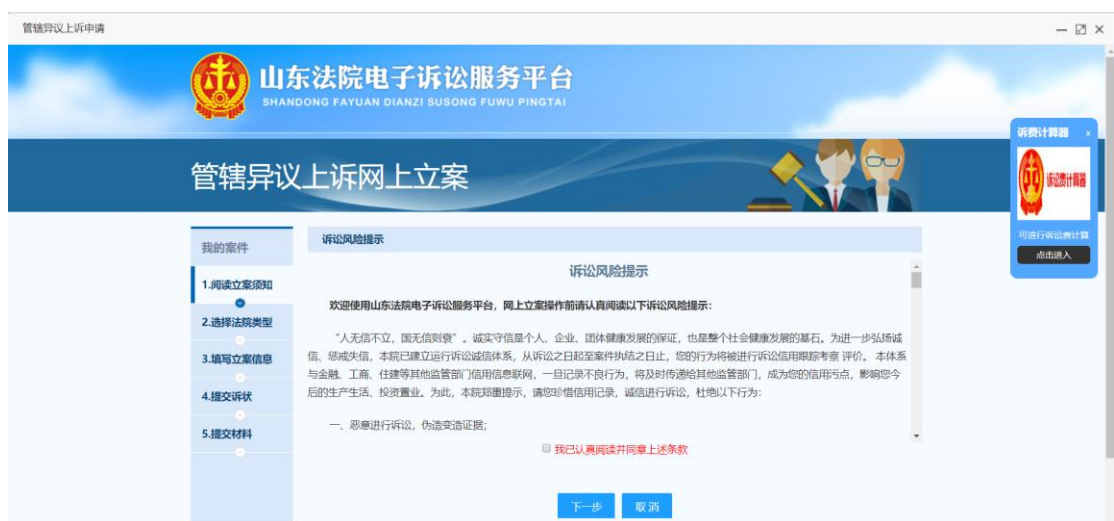 管辖异议上诉申请
山东法院电子诉讼服务平台
SHANDONG FAYUAN DIANZI SUSONG FUWU PINGTAI
管辖异议上诉网上立案
诉费计算器 ×
诉讼费计算器
可进行诉讼费计算
点击进入
我的案件
1.阅读立案须知
2.选择法院类型
3.填写立案信息
4.提交诉状
5.提交材料
诉讼风险提示
诉讼风险提示
欢迎使用山东法院电子诉讼服务平台，网上立案操作前请认真阅读以下诉讼风险提示：
“人无信不立，国无信则衰”。诚实守信是个人、企业、团体健康发展的保证，也是整个社会健康发展的基石。为进一步弘扬诚
信、惩戒失信，本院已建立运行诉讼诚信体系，从诉讼之日起至案件执结之日止，您的行为将被进行诉讼信用跟踪考察 评价。 本体系
与金融、工商、住建等其他监管部门信用信息联网，一旦记录不良行为，将及时传递给其他监管部门，成为您的信用污点，影响您今
后的生产生活、投资置业。为此，本院郑重提示，请您珍惜信用记录，诚信进行诉讼，杜绝以下行为：
一、恶意进行诉讼，伪造变造证据；
我已认真阅读并同意上述条款
下一步 取消